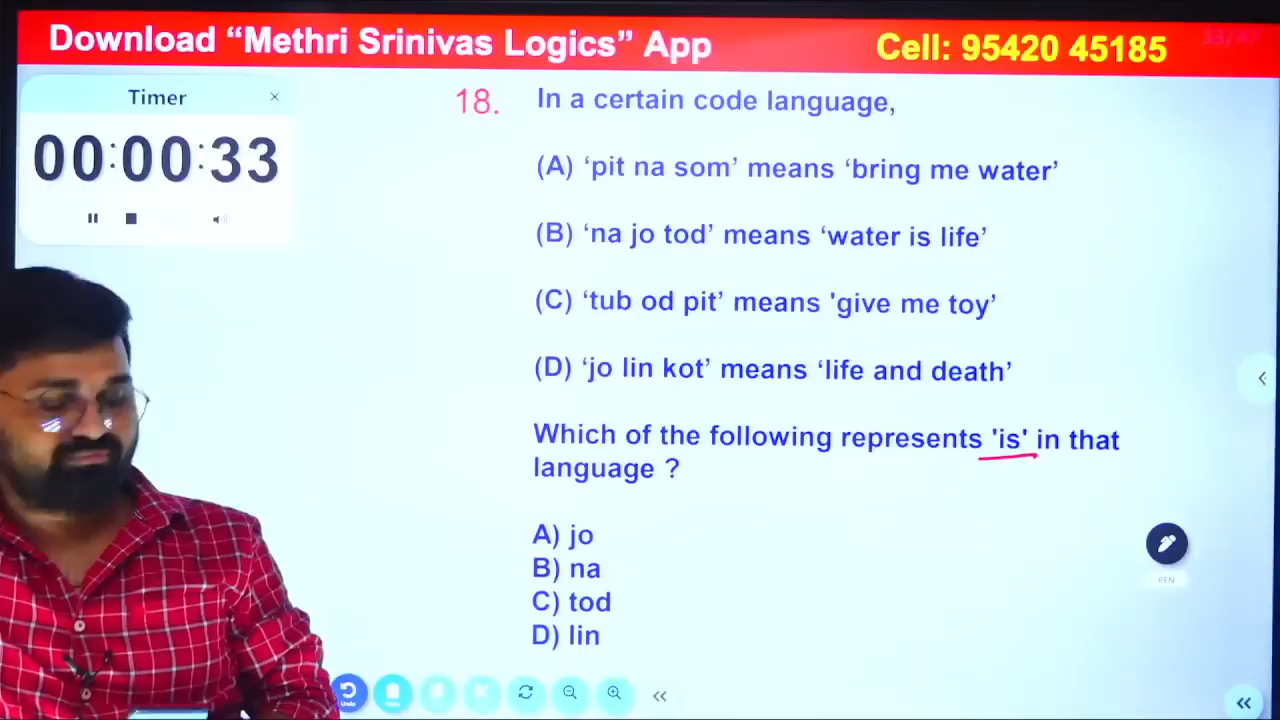 Download “Methri Srinivas Logics” App
Cell: 95420 45185
Timer
00:00:33
18. In a certain code language,
(A) ‘pit na som’ means ‘bring me water’
(B) ‘na jo tod’ means ‘water is life’
(C) ‘tub od pit’ means 'give me toy’
(D) ‘jo lin kot’ means ‘life and death’
Which of the following represents 'is' in that
language ?
A) jo
B) na
C) tod
D) lin
PEN
Undo